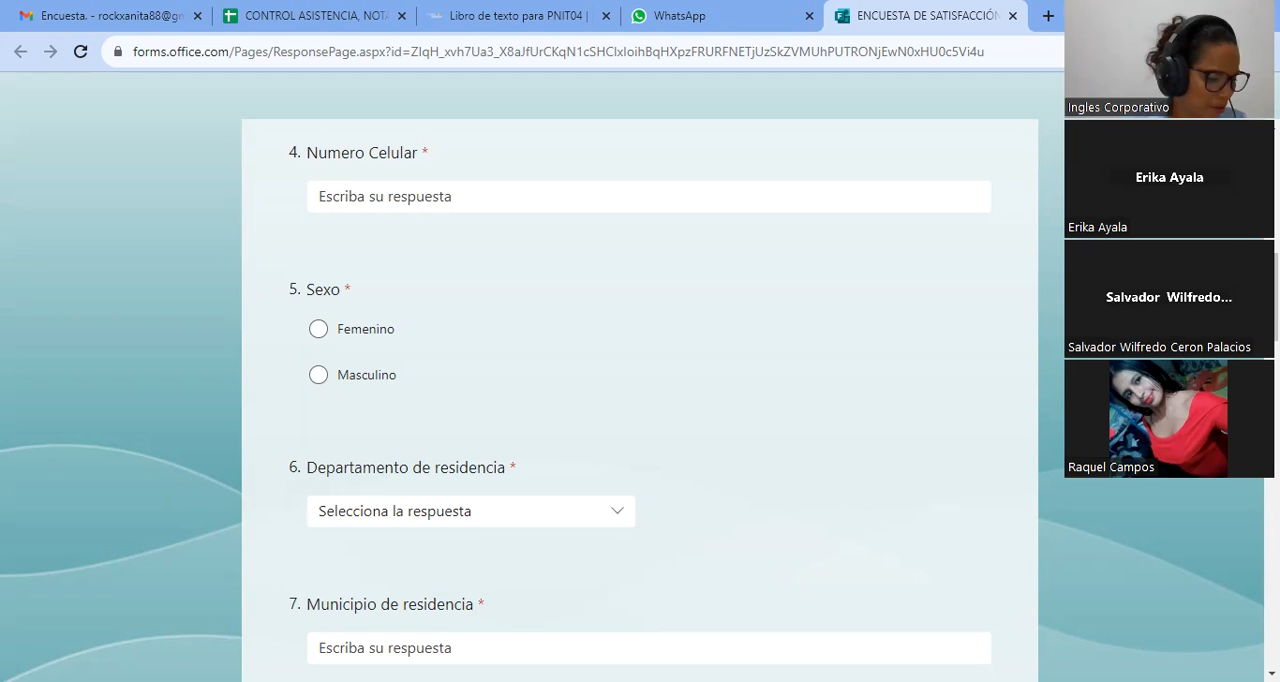 Encuesta. - rockxanita88@gm
CONTROL ASISTENCIA, NOTA
Libro de texto para PNIT04 |
WhatsApp
ENCUESTA DE SATISFACCIÓN
forms.office.com/Pages/ResponsePage.aspx?id=ZIqH_xvh7Ua3_X8aJfUrCKqN1cSHCIxIoihBqHXpzFRURFNETjUzSkZVMUhPUTRONjEwN0xHU0c5Vi4u
4. Numero Celular *
Escriba su respuesta
5. Sexo *
Femenino
Masculino
6. Departamento de residencia *
Selecciona la respuesta
7. Municipio de residencia *
Escriba su respuesta
Ingles Corporativo
Erika Ayala
Erika Ayala
Salvador Wilfredo...
Salvador Wilfredo Ceron Palacios
Raquel Campos